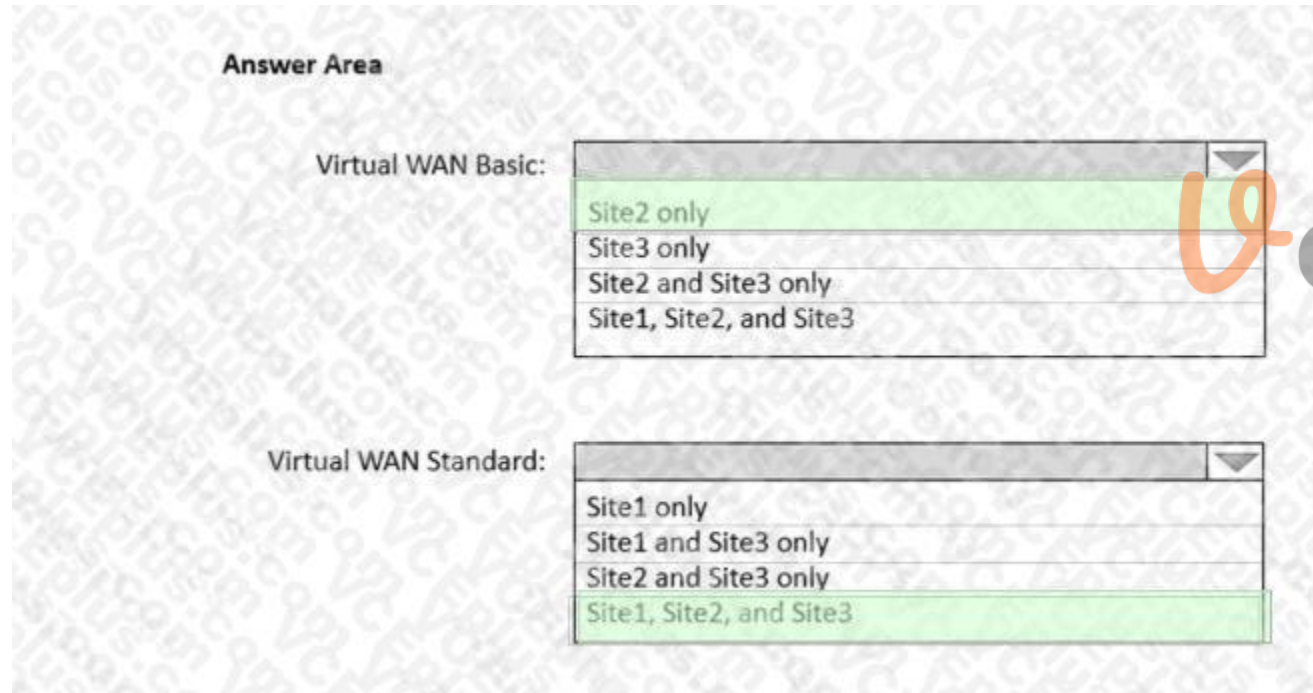 Answer Area
Virtual WAN Basic:
Site2 only
Site3 only
Site2 and Site3 only
Site1, Site2, and Site3
Virtual WAN Standard:
Site1 only
Site1 and Site3 only
Site2 and Site3 only
Site1, Site2, and Site3